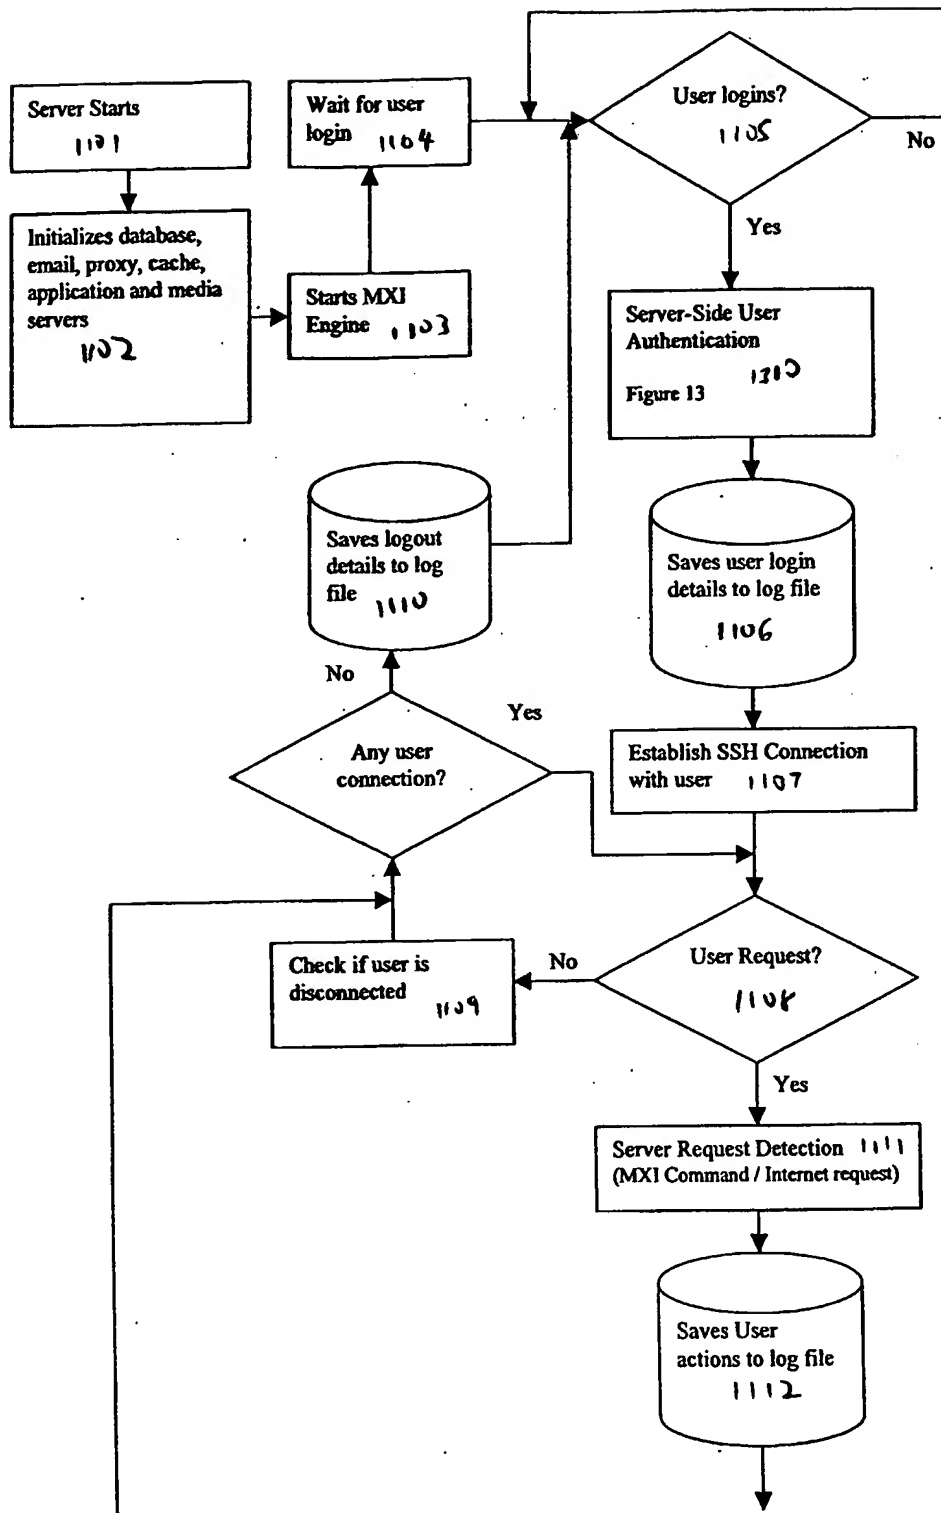 Server Starts
1101
Initializes database,
email, proxy, cache,
application and media
servers
1102
Starts MXI
Engine 1103
Wait for user
login 1104
User logins?
1105
No
Yes
Server-Side User
Authentication
1310
Figure 13
Saves user login
details to log file
1106
Establish SSH Connection
with user 1107
User Request?
1108
No
Yes
Check if user is
disconnected 1109
Any user
connection?
No
Yes
Saves logout
details to log
file 1110
Server Request Detection 1111
(MXI Command / Internet request)
Saves User
actions to log file
1112